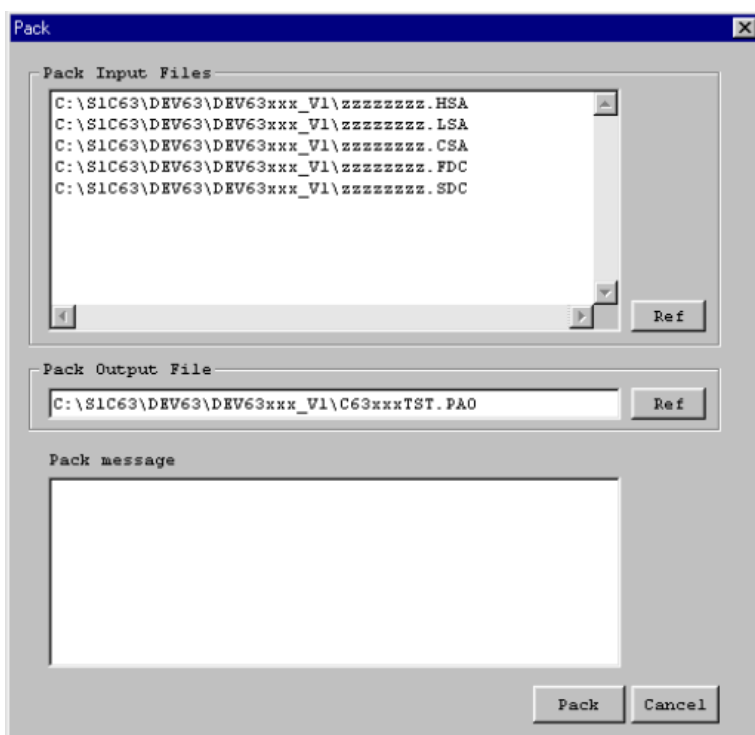 Pack
Pack Input Files
C:\S1C63\DEV63\DEV63xxx_V1\zzzzzzzz.HSA
C:\S1C63\DEV63\DEV63xxx_V1\zzzzzzzz.LSA
C:\S1C63\DEV63\DEV63xxx_V1\zzzzzzzz.CSA
C:\S1C63\DEV63\DEV63xxx_V1\zzzzzzzz.FDC
C:\S1C63\DEV63\DEV63xxx_V1\zzzzzzzz.SDC
Ref
Pack Output File
C:\S1C63\DEV63\DEV63xxx_V1\C63xxxTST.PA0
Ref
Pack message
Pack
Cancel